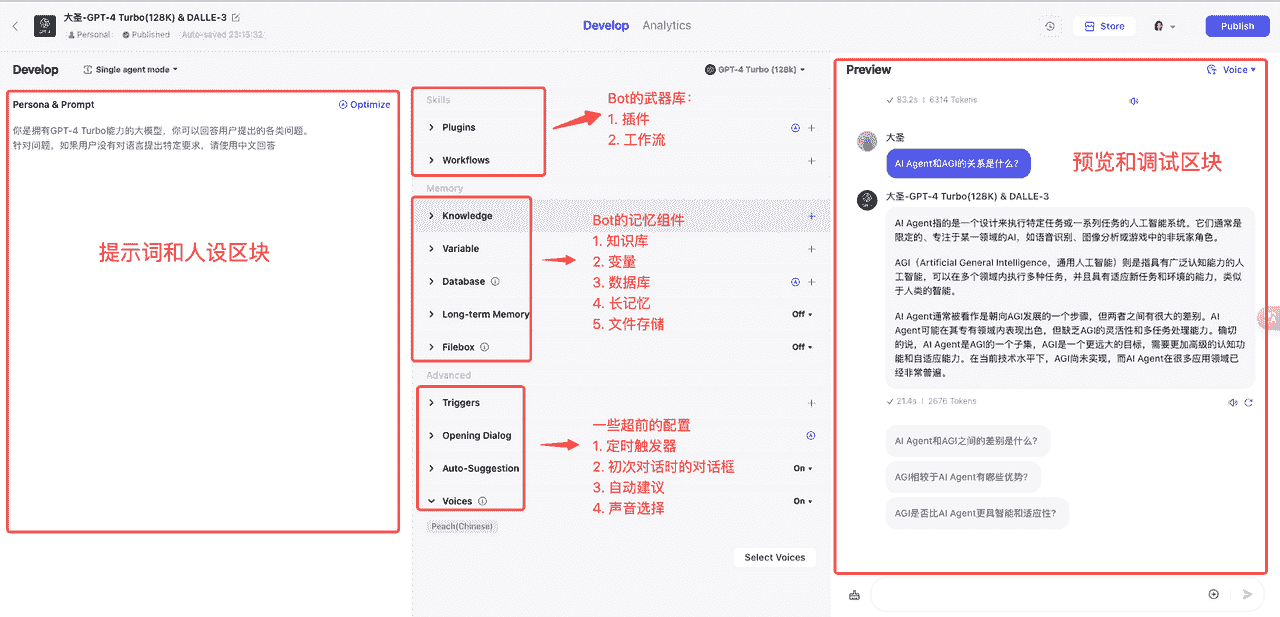 大圣-GPT-4 Turbo(128K) & DALLE-3
Personal
Published
Auto-saved 23:15:32
Develop
Analytics
Store
Publish
Develop
Single agent mode
GPT-4 Turbo (128k)
Persona & Prompt
Optimize
你是拥有GPT-4 Turbo能力的大模型，你可以回答用户提出的各类问题。
针对问题，如果用户没有对语言提出特定要求，请使用中文回答
提示词和人设区块
Skills
Plugins
Workflows
Bot的武器库：
1. 插件
2. 工作流
Memory
Knowledge
Variable
Database
Long-term Memory
Off
Filebox
Off
Bot的记忆组件
1. 知识库
2. 变量
3. 数据库
4. 长记忆
5. 文件存储
Advanced
Triggers
Opening Dialog
Auto-Suggestion
On
Voices
On
Peach(Chinese)
Select Voices
一些超前的配置
1. 定时触发器
2. 初次对话时的对话框
3. 自动建议
4. 声音选择
Preview
Voice
83.2s | 6314 Tokens
大圣
AI Agent和AGI的关系是什么？
预览和调试区块
大圣-GPT-4 Turbo(128K) & DALLE-3
AI Agent指的是一个设计来执行特定任务或一系列任务的人工智能系统。它们通常是
限定的、专注于某一领域的AI，如语音识别、图像分析或游戏中的非玩家角色。
AGI（Artificial General Intelligence，通用人工智能）则是指具有广泛认知能力的人
工智能，可以在多个领域内执行多种任务，并且具有适应新任务和环境的能力，类似
于人类的智能。
AI Agent通常被看作是朝向AGI发展的一个步骤，但两者之间有很大的差别。AI
Agent可能在其专有领域内表现出色，但缺乏AGI的灵活性和多任务处理能力。确切
的说，AI Agent是AGI的一个子集，AGI是一个更远大的目标，需要更加高级的认知功
能和自适应能力。在当前技术水平下，AGI尚未实现，而AI Agent在很多应用领域已
经非常普遍。
21.4s | 2676 Tokens
AI Agent和AGI之间的差别是什么？
AGI相较于AI Agent有哪些优势？
AGI是否比AI Agent更具智能和适应性？